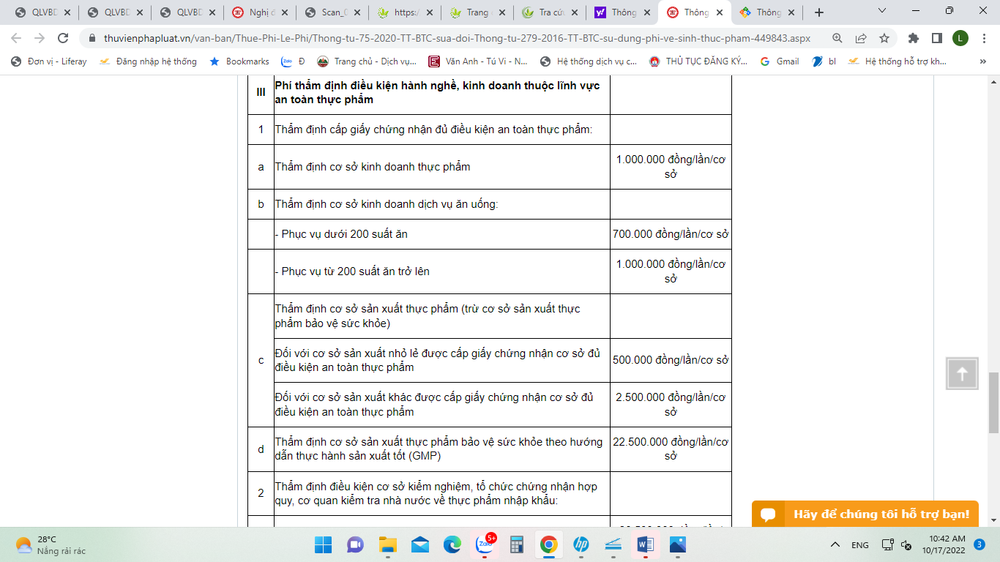 QLVBD
QLVBD
QLVBD
Nghị đ
Scan_0
https:/
Trang
Tra cứu
Thông
Thông
Thông
thuvienphapluat.vn/van-ban/Thue-Phi-Le-Phi/Thong-tu-75-2020-TT-BTC-sua-doi-Thong-tu-279-2016-TT-BTC-su-dung-phi-ve-sinh-thuc-pham-449843.aspx
L
Đơn vị - Liferay
Đăng nhập hệ thống
Bookmarks
Zalo
Đ
Trang chủ - Dịch vụ...
Văn Anh - Tú Vi - N...
Hệ thống dịch vụ c...
THỦ TỤC ĐĂNG KÝ...
Gmail
bl
Hệ thống hỗ trợ kh...
»
III
Phí thẩm định điều kiện hành nghề, kinh doanh thuộc lĩnh vực
an toàn thực phẩm
1
Thẩm định cấp giấy chứng nhận đủ điều kiện an toàn thực phẩm:
a
Thẩm định cơ sở kinh doanh thực phẩm
1.000.000 đồng/lần/cơ
sở
b
Thẩm định cơ sở kinh doanh dịch vụ ăn uống:
- Phục vụ dưới 200 suất ăn
700.000 đồng/lần/cơ sở
- Phục vụ từ 200 suất ăn trở lên
1.000.000 đồng/lần/cơ
sở
c
Thẩm định cơ sở sản xuất thực phẩm (trừ cơ sở sản xuất thực
phẩm bảo vệ sức khỏe)
Đối với cơ sở sản xuất nhỏ lẻ được cấp giấy chứng nhận cơ sở đủ
điều kiện an toàn thực phẩm
500.000 đồng/lần/cơ sở
Đối với cơ sở sản xuất khác được cấp giấy chứng nhận cơ sở đủ
điều kiện an toàn thực phẩm
2.500.000 đồng/lần/cơ
sở
d
Thẩm định cơ sở sản xuất thực phẩm bảo vệ sức khỏe theo hướng
dẫn thực hành sản xuất tốt (GMP)
22.500.000 đồng/lần/cơ
sở
2
Thẩm định điều kiện cơ sở kiểm nghiệm, tổ chức chứng nhận hợp
quy, cơ quan kiểm tra nhà nước về thực phẩm nhập khẩu:
Hãy để chúng tôi hỗ trợ bạn!
28°C
Nắng rải rác
Zalo
5+
ENG
10:42 AM
10/17/2022
3